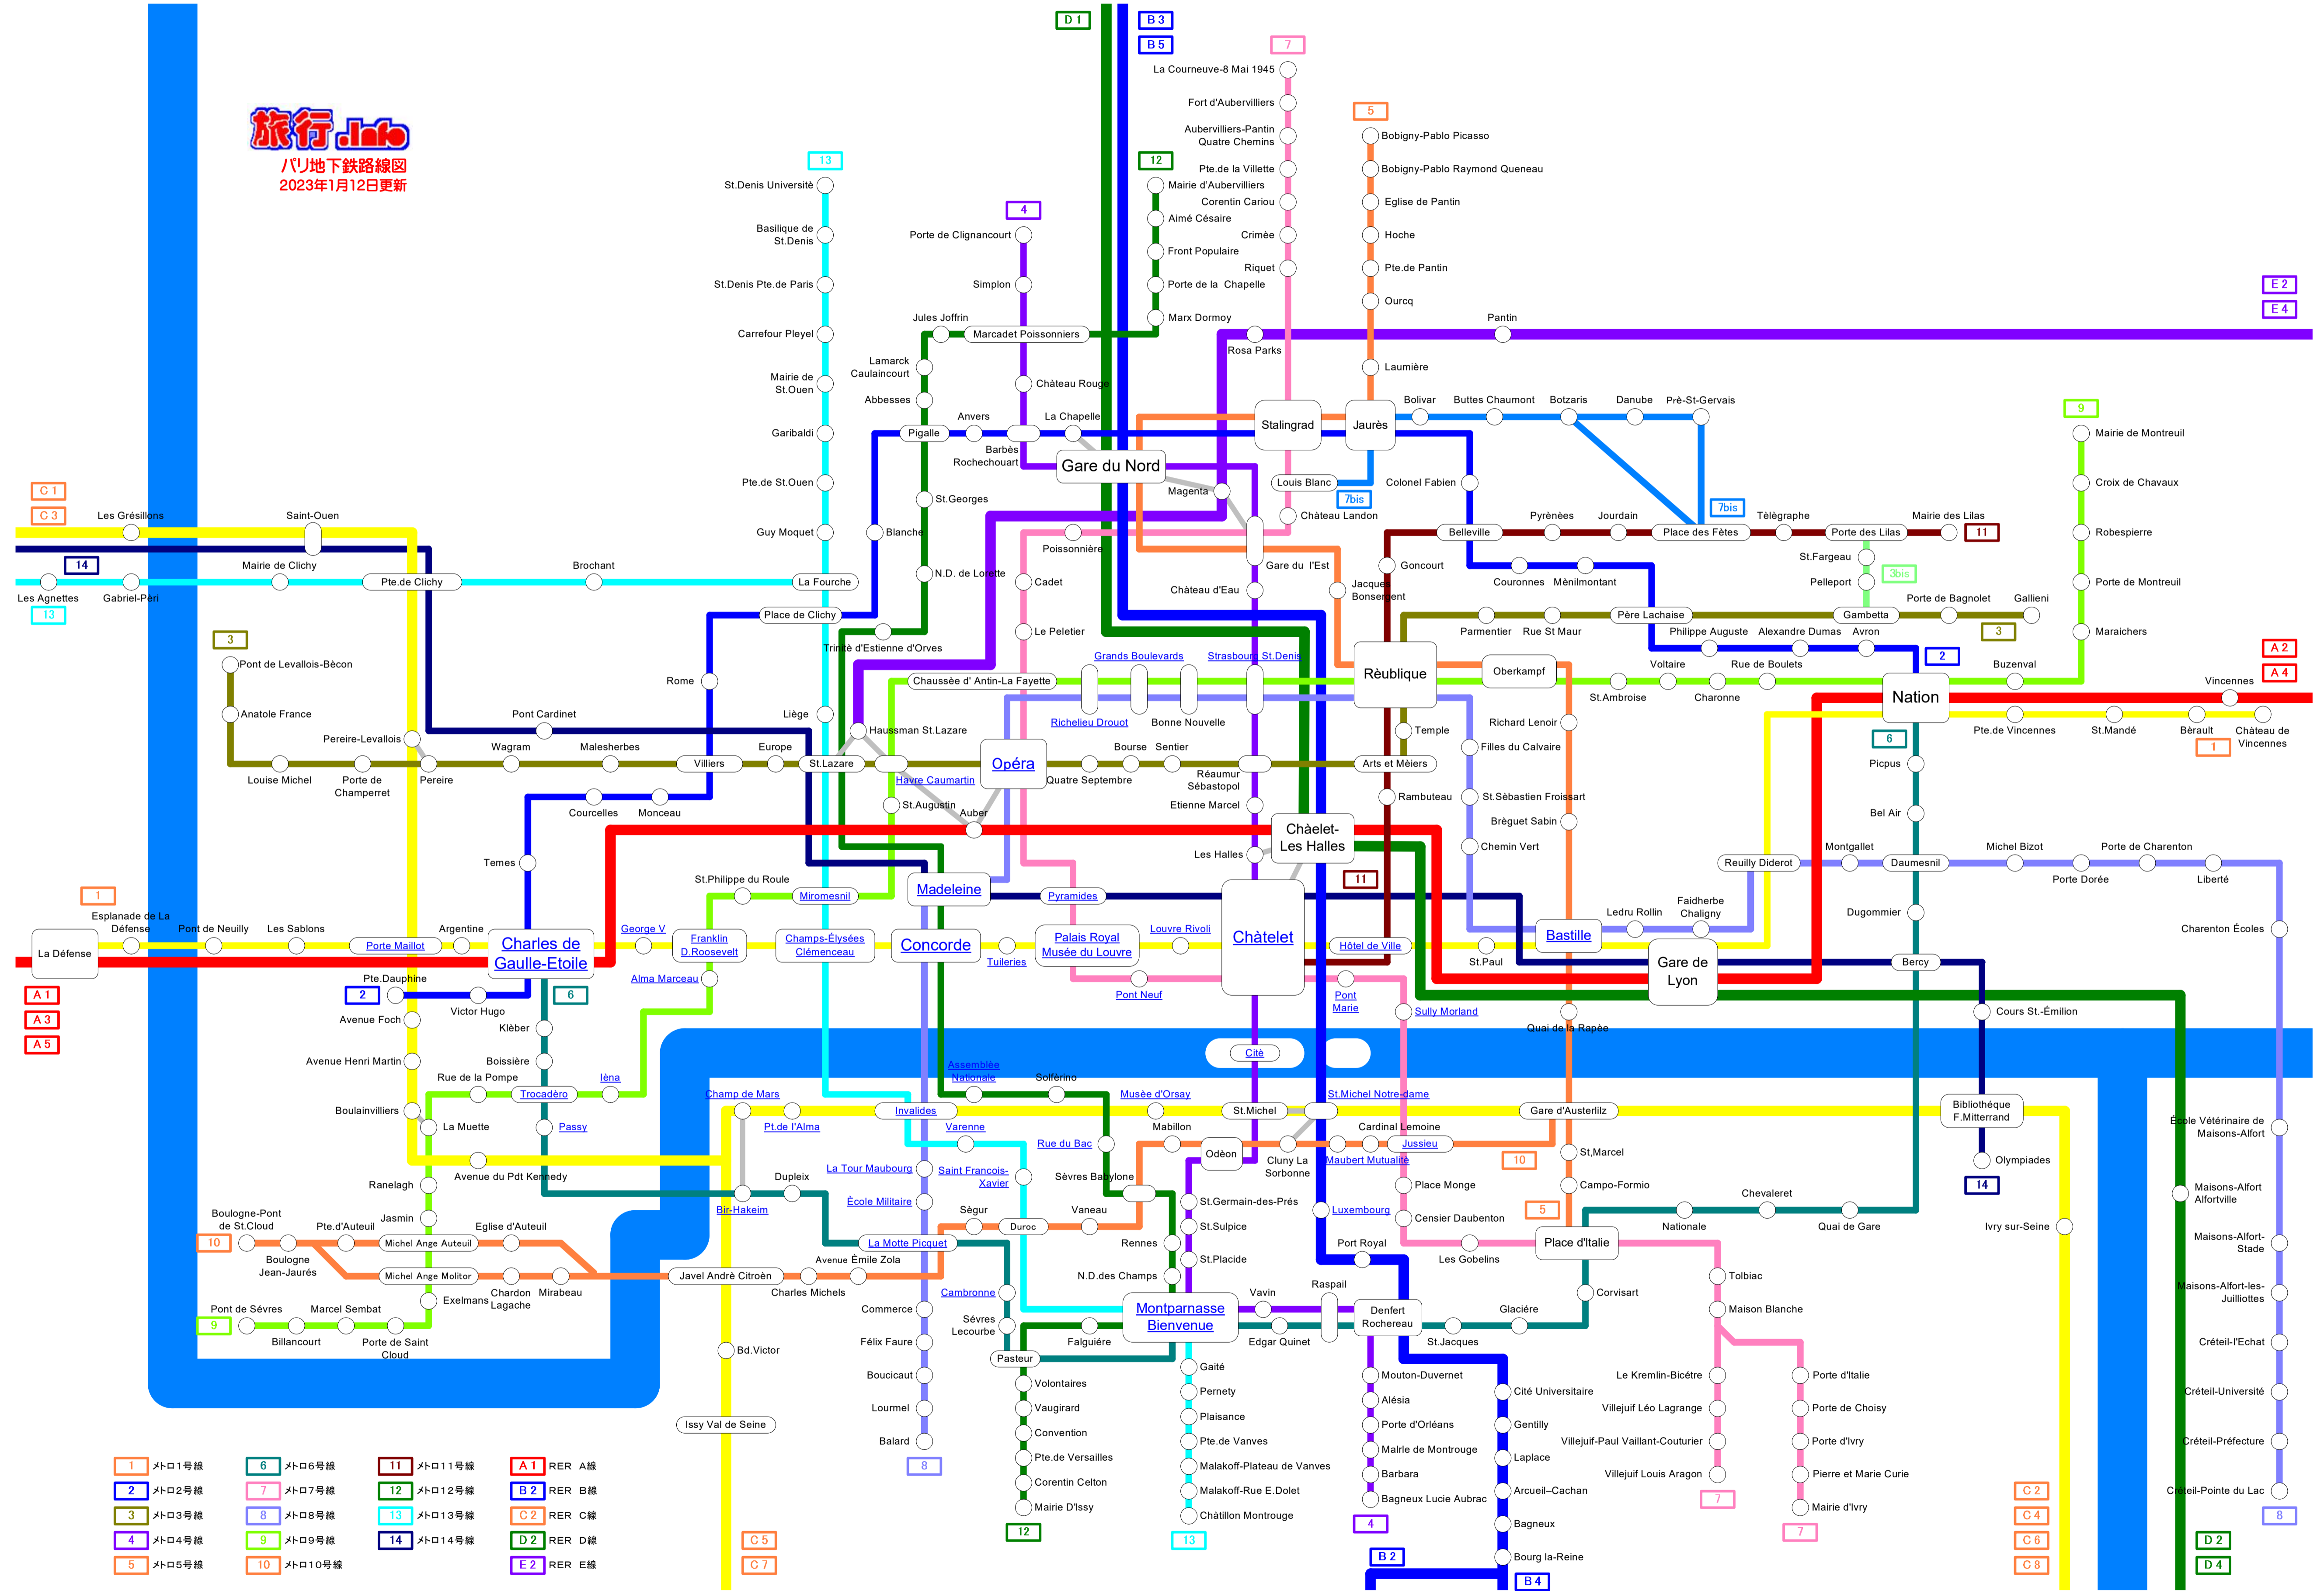 D 1
B 3
B 5
7
La Courneuve-8 Mai 1945
Fort d'Aubervilliers
Aubervilliers-Pantin
Quatre Chemins
Pte.de la Villette
Corentin Cariou
Crimèe
Riquet
5
Bobigny-Pablo Picasso
Bobigny-Pablo Raymond Queneau
Eglise de Pantin
Hoche
Pte.de Pantin
Ourcq
Laumière
旅行.Info
パリ地下鉄路線図
2023年1月12日更新
13
St.Denis Universitè
Basilique de
St.Denis
St.Denis Pte.de Paris
Carrefour Pleyel
Mairie de
St.Ouen
Garibaldi
Pte.de St.Ouen
Guy Moquet
La Fourche
12
Mairie d'Aubervilliers
Aimé Césaire
Front Populaire
Porte de la Chapelle
Marx Dormoy
4
Porte de Clignancourt
Simplon
Jules Joffrin
Marcadet Poissonniers
Lamarck
Caulaincourt
Abbesses
Château Rouge
Anvers
La Chapelle
Pigalle
Barbès
Rochechouart
Gare du Nord
Magenta
St.Georges
Blanche
N.D. de Lorette
E 2
E 4
Rosa Parks
Pantin
Stalingrad
Jaurès
Bolivar
Buttes Chaumont
Botzaris
Danube
Prè-St-Gervais
Louis Blanc
7bis
Colonel Fabien
7bis
Château Landon
9
Mairie de Montreuil
Croix de Chavaux
Robespierre
Porte de Montreuil
Maraichers
C 1
C 3
Les Grésillons
Saint-Ouen
14
Mairie de Clichy
Pte.de Clichy
Brochant
Les Agnettes
Gabriel-Pèri
13
Poissonnière
Cadet
Le Peletier
Gare du l'Est
Château d'Eau
Jacques
Bonsergent
Belleville
Pyrènèes
Jourdain
Place des Fêtes
Tèlègraphe
Porte des Lilas
Mairie des Lilas
11
Goncourt
Couronnes
Mènilmontant
St.Fargeau
Pelleport
3bis
Parmentier
Rue St Maur
Père Lachaise
Gambetta
Porte de Bagnolet
Gallieni
3
Philippe Auguste
Alexandre Dumas
Avron
2
3
Pont de Levallois-Bècon
Anatole France
Louise Michel
Porte de
Champerret
Pereire-Levallois
Pereire
Wagram
Pont Cardinet
Malesherbes
Villiers
Europe
St.Lazare
Rome
Place de Clichy
Liège
Trinitè d'Estienne d'Orves
Haussman St.Lazare
Havre Caumartin
St.Augustin
Auber
Chaussèe d' Antin-La Fayette
Grands Boulevards
Richelieu Drouot
Bonne Nouvelle
Strasbourg St.Denis
Opéra
Quatre Septembre
Bourse
Sentier
Réaumur
Sébastopol
Etienne Marcel
Les Halles
Chàelet-
Les Halles
Rèublique
Oberkampf
Temple
Arts et Mèiers
Rambuteau
Richard Lenoir
Filles du Calvaire
St.Sèbastien Froissart
Brèguet Sabin
Chemin Vert
St.Ambroise
Voltaire
Charonne
Rue de Boulets
Nation
Buzenval
A 2
A 4
Vincennes
Pte.de Vincennes
St.Mandé
Bèrault
Château de
Vincennes
1
6
Picpus
Bel Air
Reuilly Diderot
Montgallet
Daumesnil
Michel Bizot
Porte Dorée
Porte de Charenton
Liberté
Dugommier
Charenton Écoles
Courcelles
Monceau
Temes
1
La Défense
Esplanade de La
Défense
Pont de Neuilly
Les Sablons
Porte Maillot
Argentine
Charles de
Gaulle-Etoile
A 1
A 3
A 5
2
Pte.Dauphine
Victor Hugo
6
Avenue Foch
Avenue Henri Martin
Klèber
Boissière
George V
Franklin
D.Roosevelt
St.Philippe du Roule
Miromesnil
Champs-Élysées
Clémenceau
Alma Marceau
Madeleine
Concorde
Tuileries
Pyramides
Palais Royal
Musée du Louvre
Louvre Rivoli
Pont Neuf
Châtelet
11
Hôtel de Ville
Pont
Marie
St.Paul
Sully Morland
Bastille
Ledru Rollin
Faidherbe
Chaligny
Gare de
Lyon
Bercy
Cours St.-Émilion
Quai de la Rapèe
Rue de la Pompe
Trocadèro
Ièna
Passy
Boulainvilliers
La Muette
Avenue du Pdt Kennedy
Champ de Mars
Pt.de l'Alma
Invalides
Assemblèe
Nationale
Solfèrino
Musèe d'Orsay
Citè
St.Michel
St.Michel Notre-dame
Gare d'Austerlilz
Bibliothéque
F.Mitterrand
14
Olympiades
Varenne
Rue du Bac
Mabillon
Odèon
Cluny La
Sorbonne
Maubert Mutualitè
Cardinal Lemoine
Jussieu
10
St,Marcel
Campo-Formio
5
Place d'Italie
La Tour Maubourg
Saint Francois-
Xavier
Ècole Militaire
Sèvres Babylone
Bir-Hakeim
Dupleix
La Motte Picquet
Sègur
Duroc
Vaneau
Rennes
N.D.des Champs
St.Germain-des-Prés
St.Sulpice
St.Placide
Luxembourg
Port Royal
Place Monge
Censier Daubenton
Les Gobelins
Nationale
Chevaleret
Quai de Gare
Corvisart
Ranelagh
Jasmin
Boulogne-Pont
de St.Cloud
10
Boulogne
Jean-Jaurés
Pte.d'Auteuil
Michel Ange Auteuil
Eglise d'Auteuil
Michel Ange Molitor
Chardon
Lagache
Mirabeau
Exelmans
Javel Andrè Citroèn
Charles Michels
Avenue Èmile Zola
9
Pont de Sévres
Billancourt
Marcel Sembat
Porte de Saint
Cloud
Bd.Victor
Issy Val de Seine
C 5
C 7
Commerce
Félix Faure
Boucicaut
Lourmel
Balard
8
Cambronne
Sévres
Lecourbe
Pasteur
Falguiére
Volontaires
Vaugirard
Convention
Pte.de Versailles
Corentin Celton
Mairie D'Issy
12
Montparnasse
Bienvenue
Vavin
Edgar Quinet
Raspail
Denfert
Rochereau
St.Jacques
Glaciére
Gaité
Pernety
Plaisance
Pte.de Vanves
Malakoff-Plateau de Vanves
Malakoff-Rue E.Dolet
Châtillon Montrouge
13
Mouton-Duvernet
Alésia
Porte d'Orléans
Malrle de Montrouge
Barbara
Bagneux Lucie Aubrac
4
Cité Universitaire
Gentilly
Laplace
Arcueil–Cachan
Bagneux
Bourg la-Reine
B 2
B 4
Tolbiac
Maison Blanche
Le Kremlin-Bicétre
Villejuif Léo Lagrange
Villejuif-Paul Vaillant-Couturier
Villejuif Louis Aragon
7
Porte d'Italie
Porte de Choisy
Porte d'Ivry
Pierre et Marie Curie
Mairie d'Ivry
7
Ivry sur-Seine
C 2
C 4
C 6
C 8
Maisons-Alfort
Alfortville
D 2
D 4
École Vétérinaire de
Maisons-Alfort
Maisons-Alfort-
Stade
Maisons-Alfort-les-
Juilliottes
Créteil-l'Echat
Créteil-Université
Créteil-Préfecture
Créteil-Pointe du Lac
8
1 メトロ1号線
2 メトロ2号線
3 メトロ3号線
4 メトロ4号線
5 メトロ5号線
6 メトロ6号線
7 メトロ7号線
8 メトロ8号線
9 メトロ9号線
10 メトロ10号線
11 メトロ11号線
12 メトロ12号線
13 メトロ13号線
14 メトロ14号線
A 1 RER A線
B 2 RER B線
C 2 RER C線
D 2 RER D線
E 2 RER E線